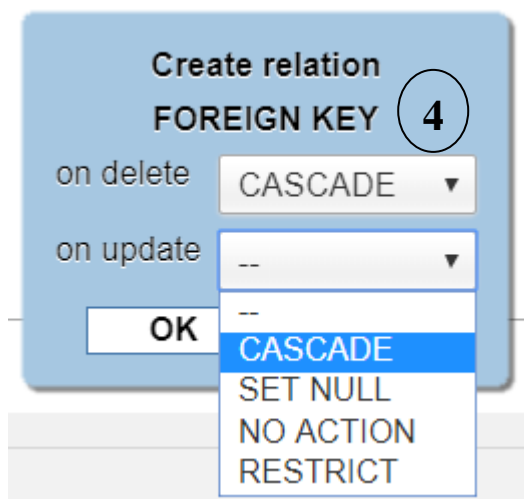 Create relation
FOREIGN KEY 4
on delete CASCADE
on update --
--
OK
CASCADE
SET NULL
NO ACTION
RESTRICT